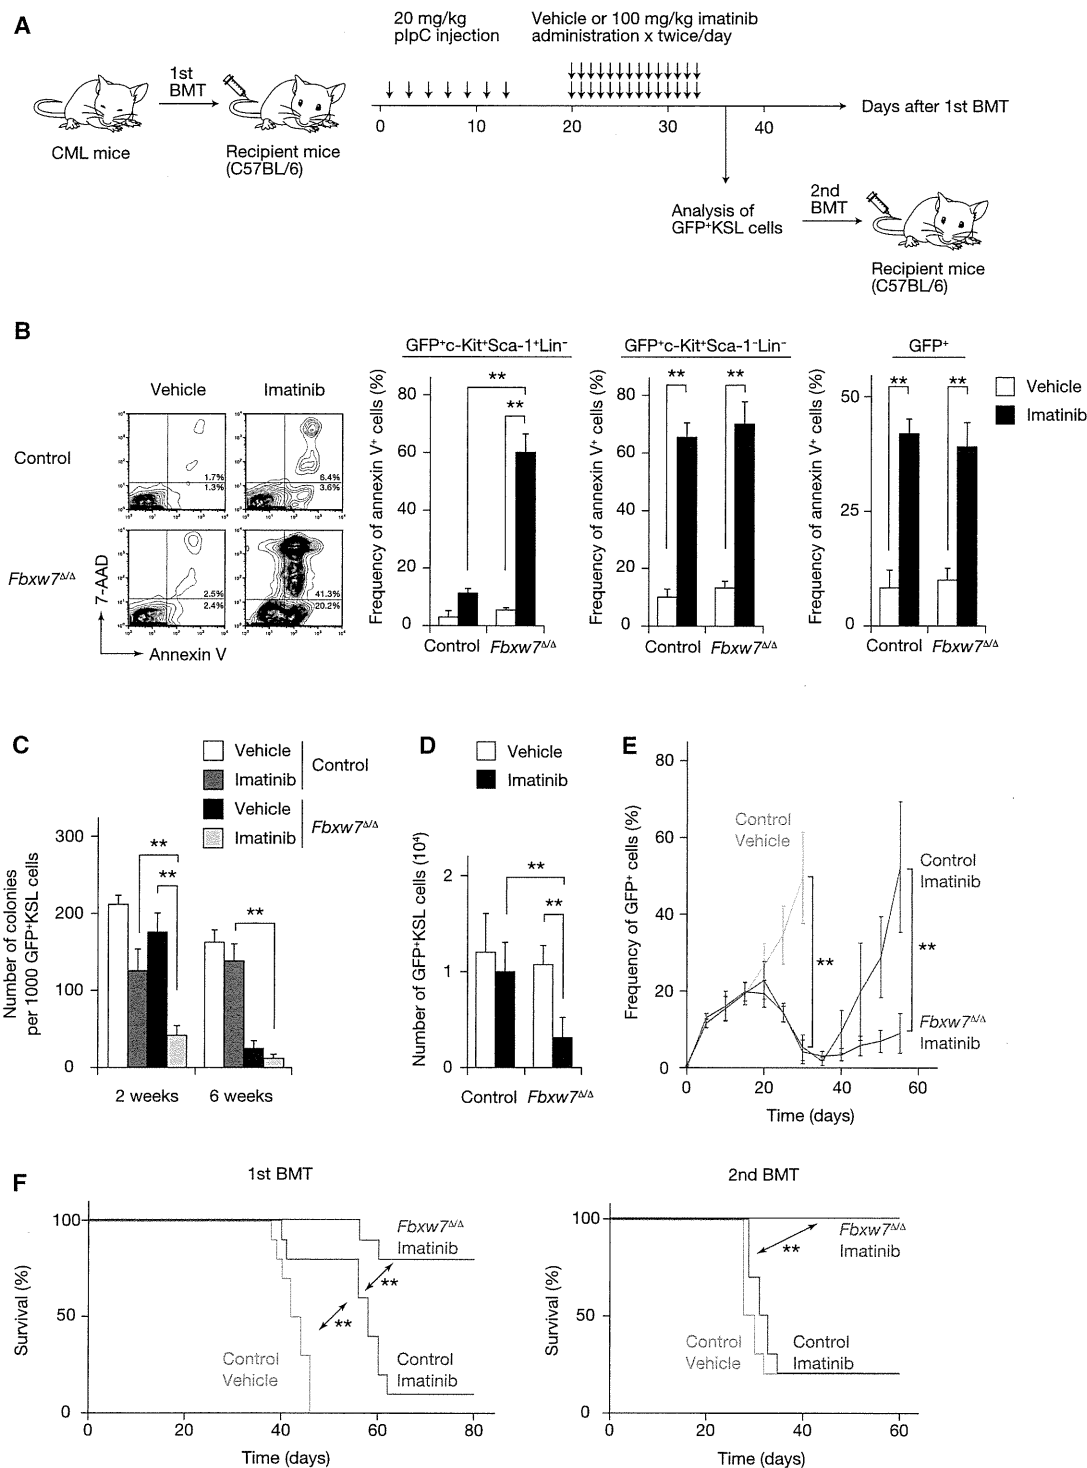 A
20 mg/kg
pIpC injection
Vehicle or 100 mg/kg imatinib
administration x twice/day
1st
BMT
CML mice
Recipient mice
(C57BL/6)
0
10
20
30
40
Days after 1st BMT
Analysis of
GFP⁺KSL cells
2nd
BMT
Recipient mice
(C57BL/6)
B
Vehicle
Imatinib
Control
Fbxw7Δ/Δ
1.7%
1.3%
6.4%
3.6%
2.5%
2.4%
41.3%
20.2%
7-AAD
Annexin V
GFP⁺c-Kit⁺Sca-1⁺Lin⁻
Frequency of annexin V⁺ cells (%)
80
60
40
20
0
**
**
Control Fbxw7Δ/Δ
GFP⁺c-Kit⁺Sca-1⁻Lin⁻
Frequency of annexin V⁺ cells (%)
80
60
40
20
0
** **
Control Fbxw7Δ/Δ
GFP⁺
Frequency of annexin V⁺ cells (%)
50
25
0
** **
Control Fbxw7Δ/Δ
Vehicle
Imatinib
C
Vehicle
Imatinib
Control
Vehicle
Imatinib
Fbxw7Δ/Δ
Number of colonies
per 1000 GFP⁺KSL cells
300
200
100
0
**
**
**
2 weeks 6 weeks
D
Vehicle
Imatinib
Number of GFP⁺KSL cells (10⁴)
2
1
0
**
**
Control Fbxw7Δ/Δ
E
Frequency of GFP⁺ cells (%)
80
60
40
20
0
Control
Vehicle
**
Control
Imatinib
**
Fbxw7Δ/Δ
Imatinib
0 20 40 60
Time (days)
F
1st BMT
Survival (%)
100
50
0
Fbxw7Δ/Δ
Imatinib
**
**
Control
Vehicle
Control
Imatinib
0 20 40 60 80
Time (days)
2nd BMT
Survival (%)
100
50
0
Fbxw7Δ/Δ
Imatinib
**
Control
Vehicle
Control
Imatinib
0 20 40 60
Time (days)